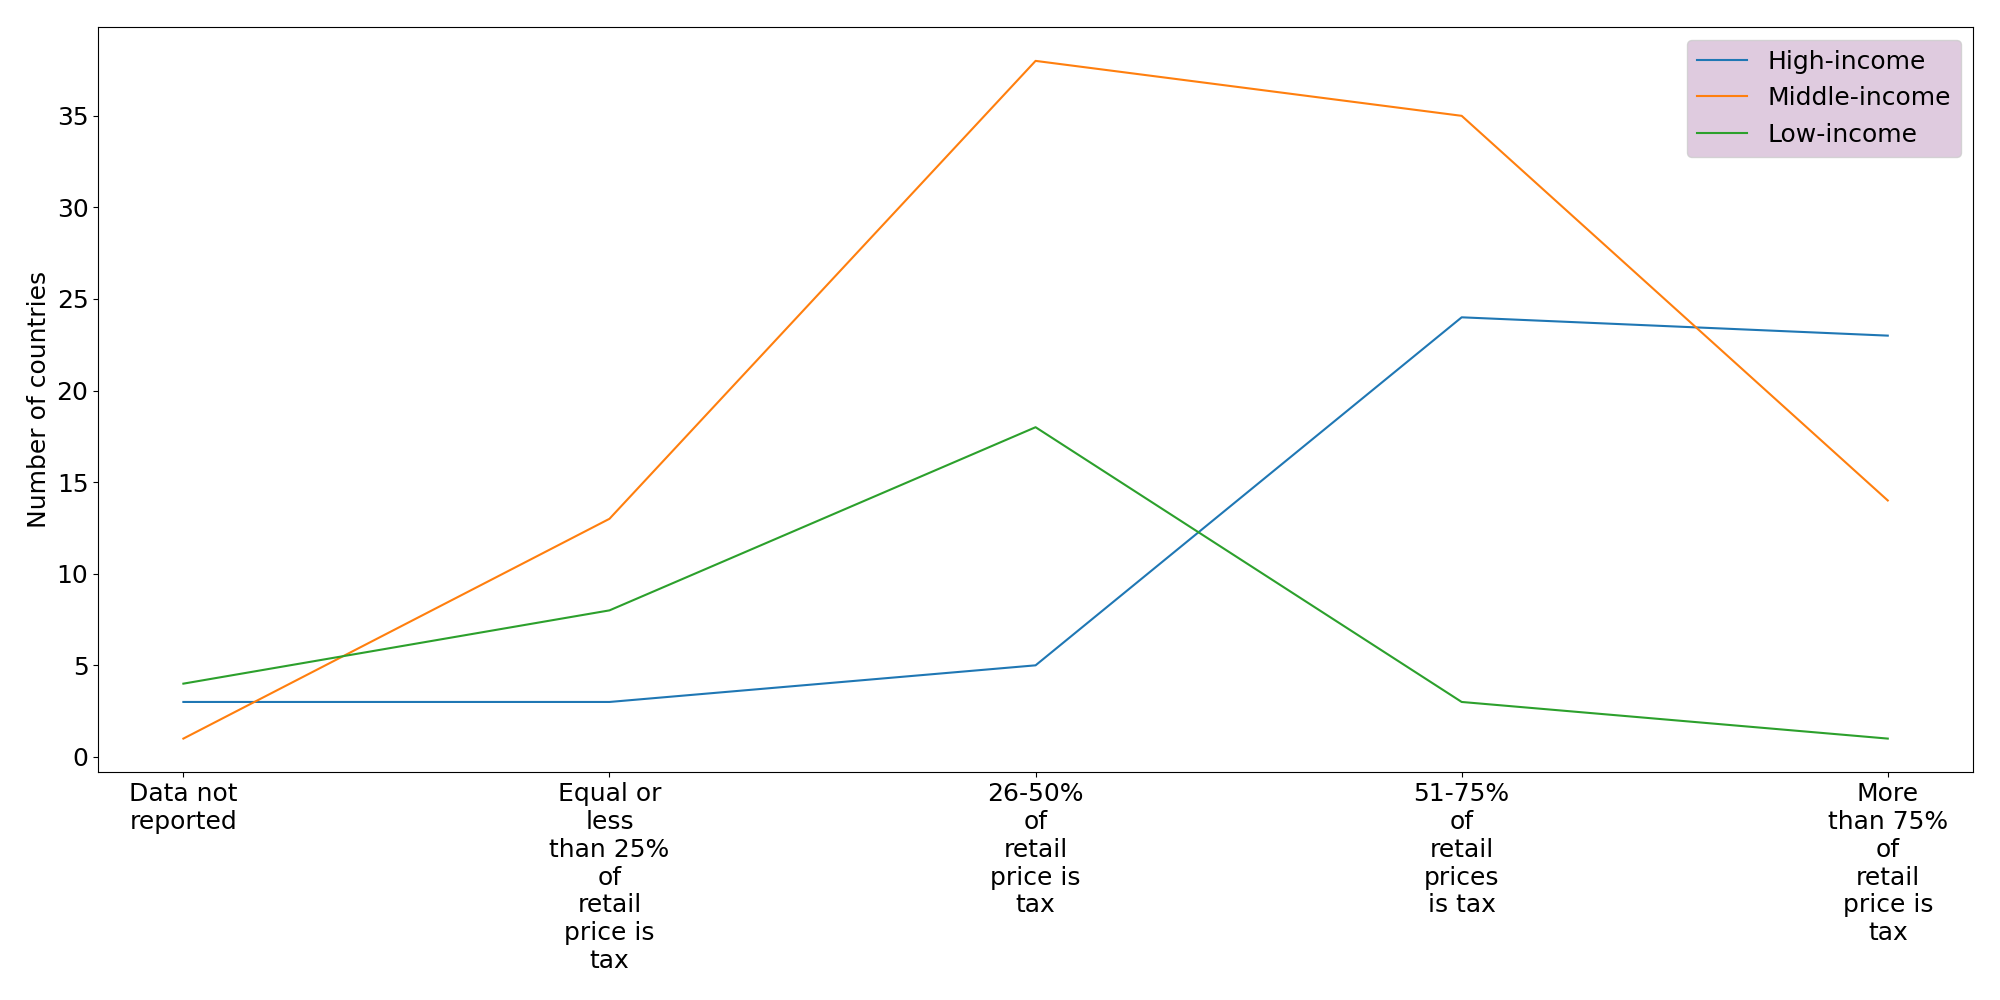 High-income
Middle-income
Low-income
Number of countries
35
30
25
20
15
10
5
0
Data not
reported
Equal or
less
than 25%
of
retail
price is
tax
26-50%
of
retail
price is
tax
51-75%
of
retail
prices
is tax
More
than 75%
of
retail
price is
tax